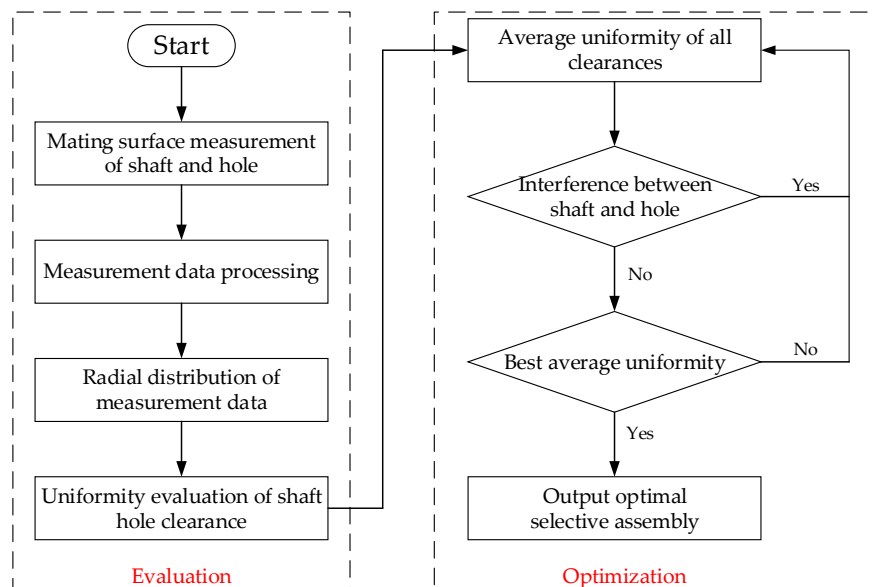 Start
Mating surface measurement
of shaft and hole
Measurement data processing
Radial distribution of
measurement data
Uniformity evaluation of shaft
hole clearance
Evaluation
Average uniformity of all
clearances
Interference between
shaft and hole
Yes
No
Best average uniformity
No
Yes
Output optimal
selective assembly
Optimization